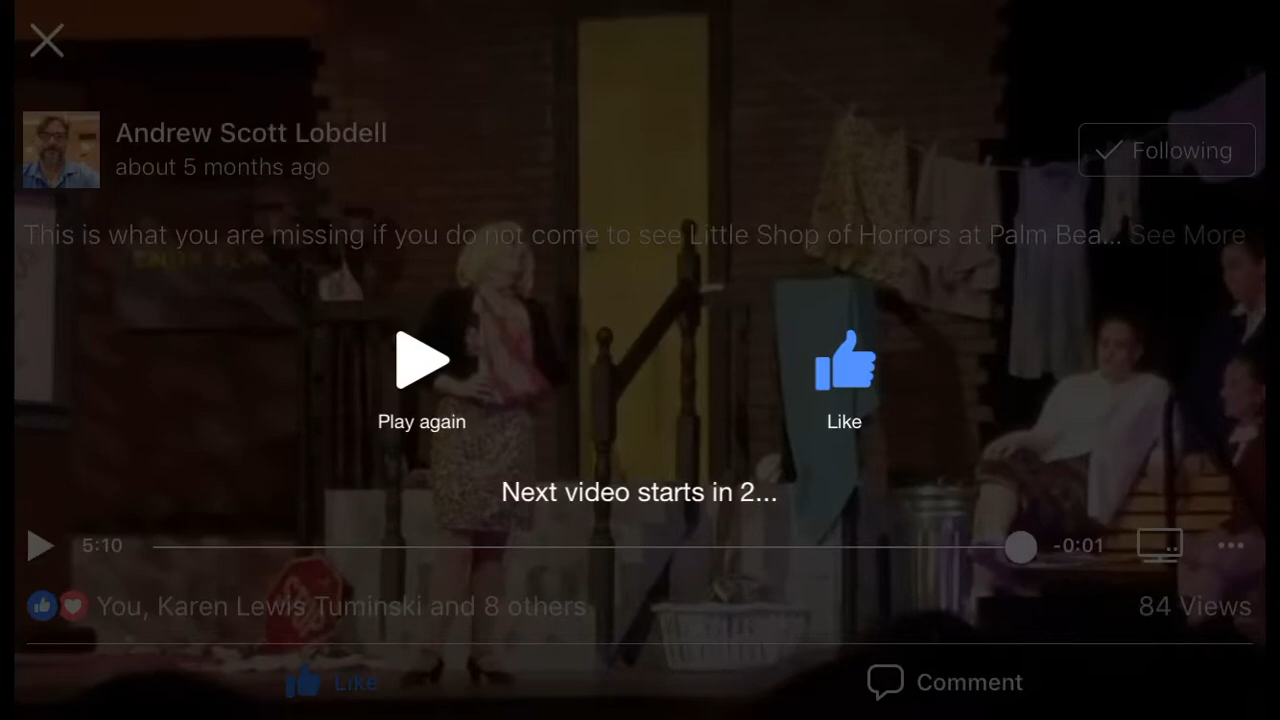 Andrew Scott Lobdell
about 5 months ago
Following
This is what you are missing if you do not come to see Little Shop of Horrors at Palm Bea... See More
Play again
Like
Next video starts in 2...
5:10
-0:01
You, Karen Lewis Tuminski and 8 others
84 Views
Like
Comment